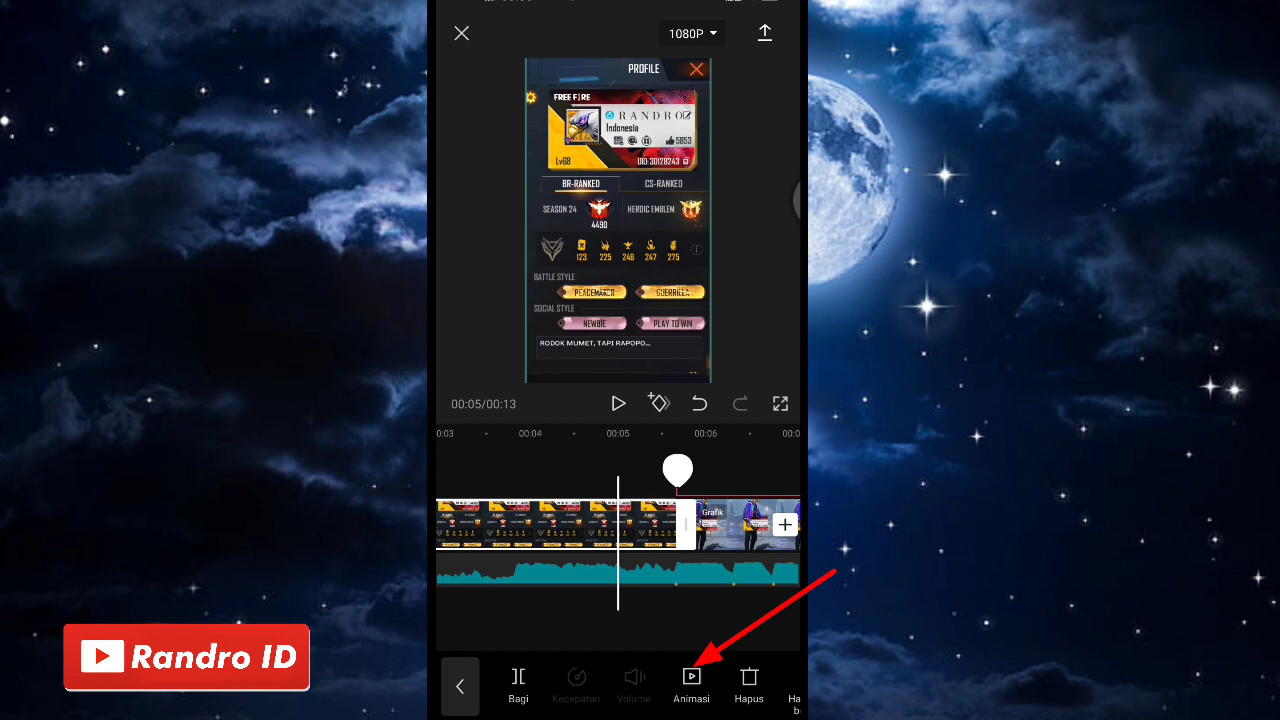 1080P
PROFILE
FREE FIRE
RANDRO
Indonesia
5853
Lv68
UID:30128243
BR-RANKED
CS-RANKED
SEASON 24
HEROIC EMBLEM
4490
123
225
246
247
275
BATTLE STYLE
PEACEMAKER
GUERRILLA
SOCIAL STYLE
NEWBIE
PLAY TO WIN
RODOK MUMET, TAPI RAPOPO...
00:05/00:13
0:03
00:04
00:05
00:06
00:0
Grafik
Randro ID
Bagi
Kecepatan
Volume
Animasi
Hapus
Ha
b